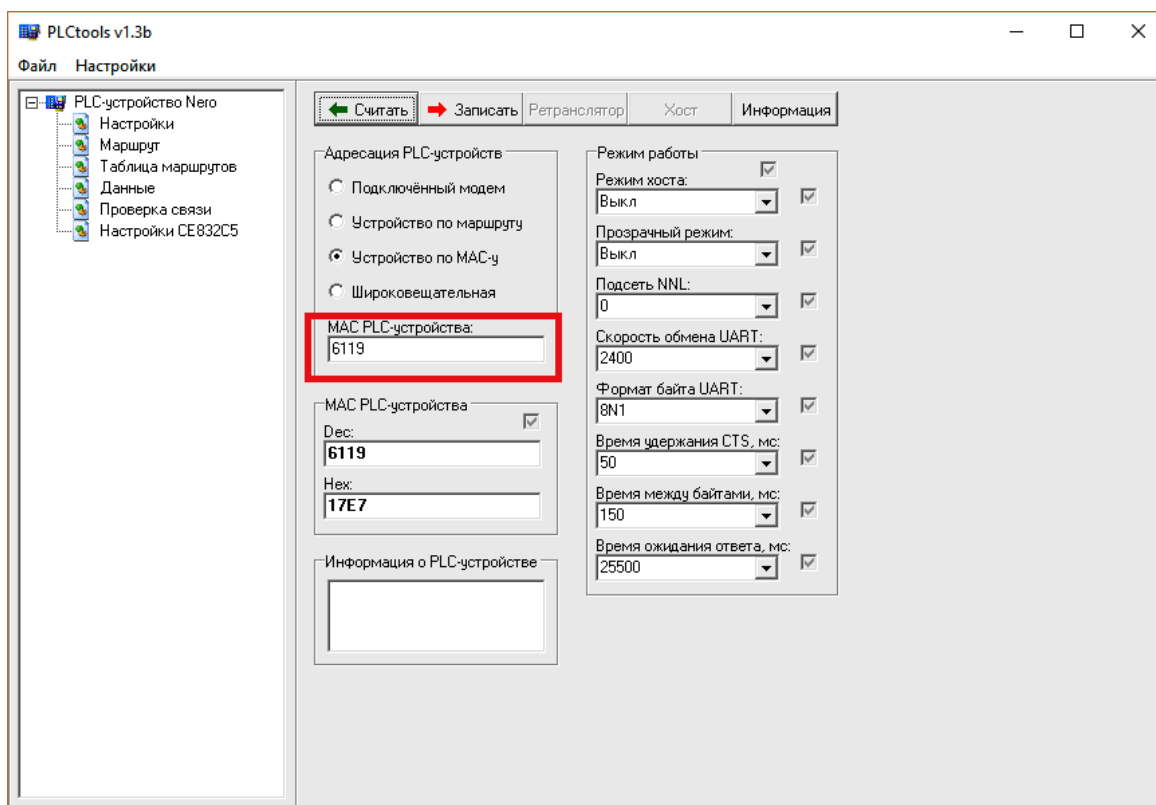 PLCtools v1.3b
Файл Настройки
PLC-устройство Nero
Настройки
Маршрут
Таблица маршрутов
Данные
Проверка связи
Настройки CE832C5
Считать Записать Ретранслятор Хост Информация
Адресация PLC-устройств
Подключённый модем
Устройство по маршруту
Устройство по MAC-у
Широковещательная
MAC PLC-устройства:
6119
MAC PLC-устройства
Dec:
6119
Hex:
17E7
Информация о PLC-устройстве
Режим работы
Режим хоста:
Выкл
Прозрачный режим:
Выкл
Подсеть NNL:
0
Скорость обмена UART:
2400
Формат байта UART:
8N1
Время удержания CTS, мс:
50
Время между байтами, мс:
150
Время ожидания ответа, мс:
25500